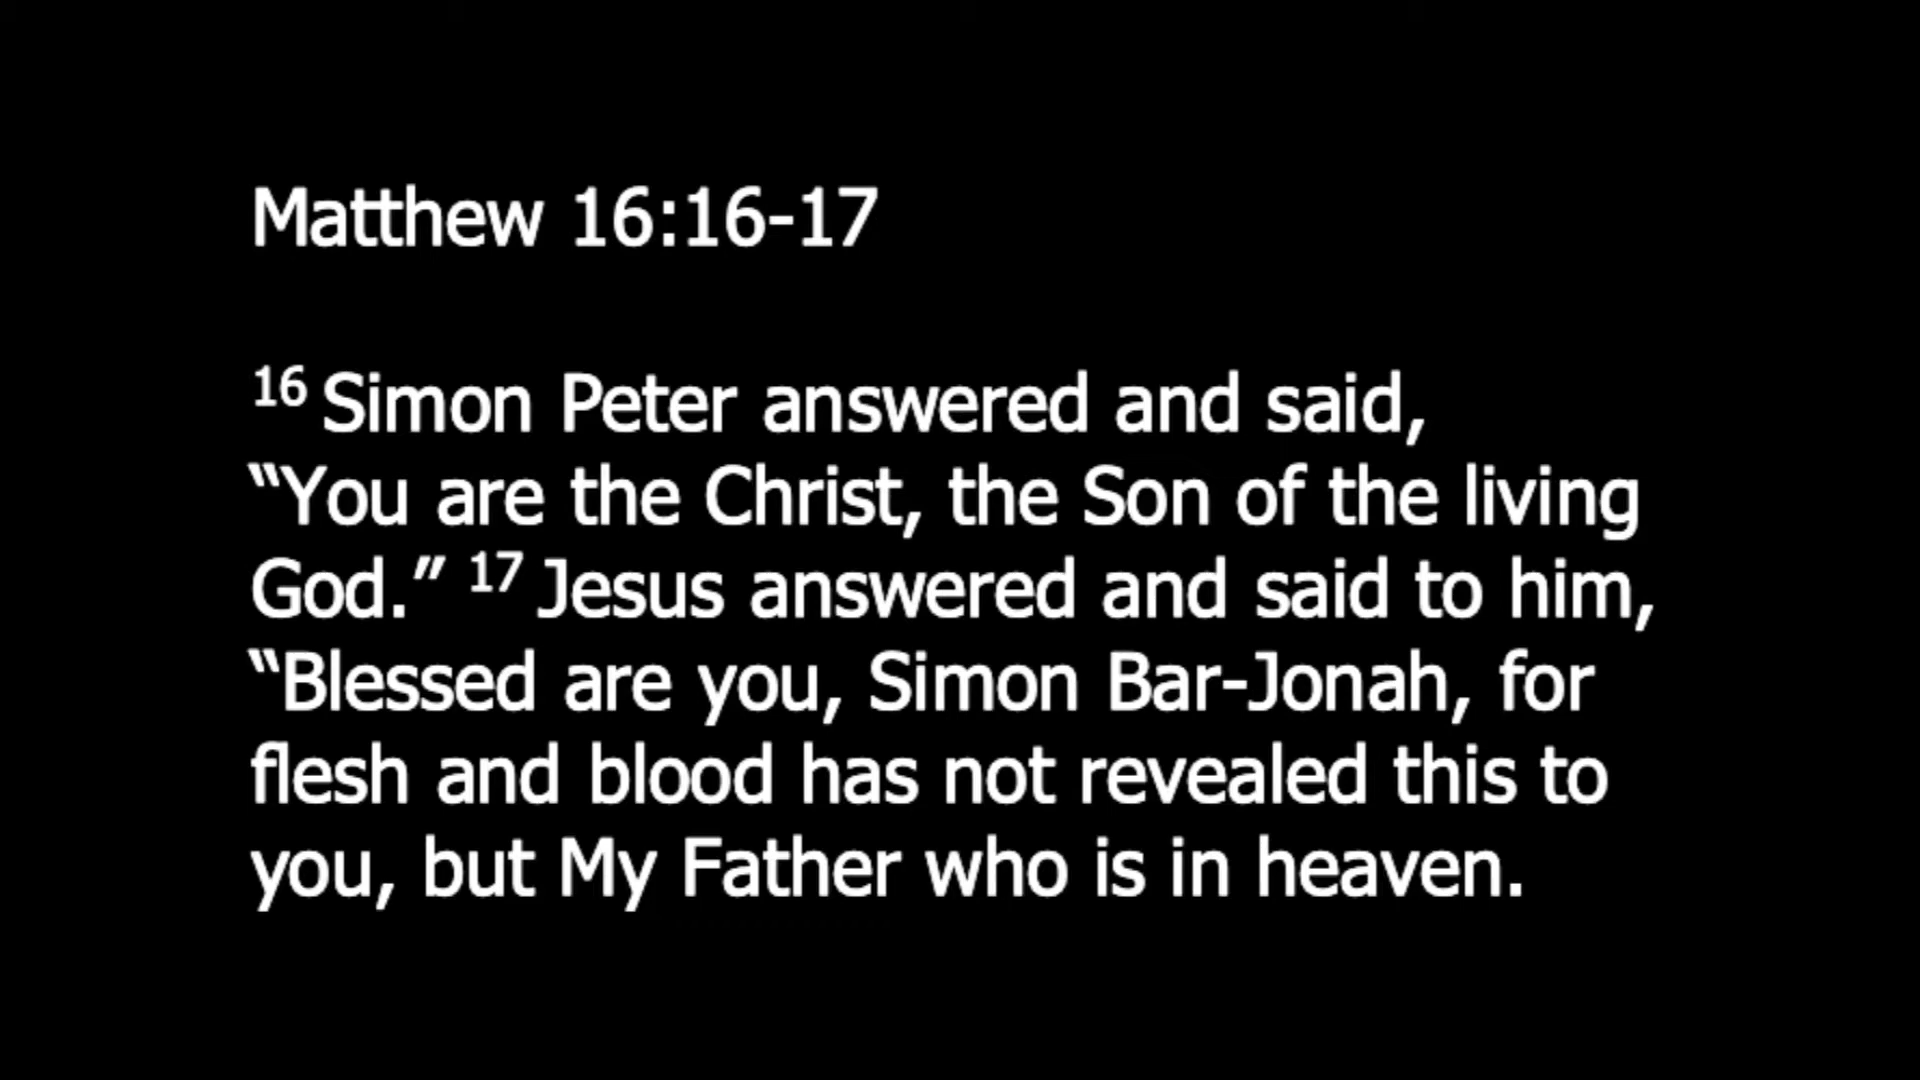 Matthew 16:16-17
16 Simon Peter answered and said,
“You are the Christ, the Son of the living
God.” 17 Jesus answered and said to him,
“Blessed are you, Simon Bar-Jonah, for
flesh and blood has not revealed this to
you, but My Father who is in heaven.